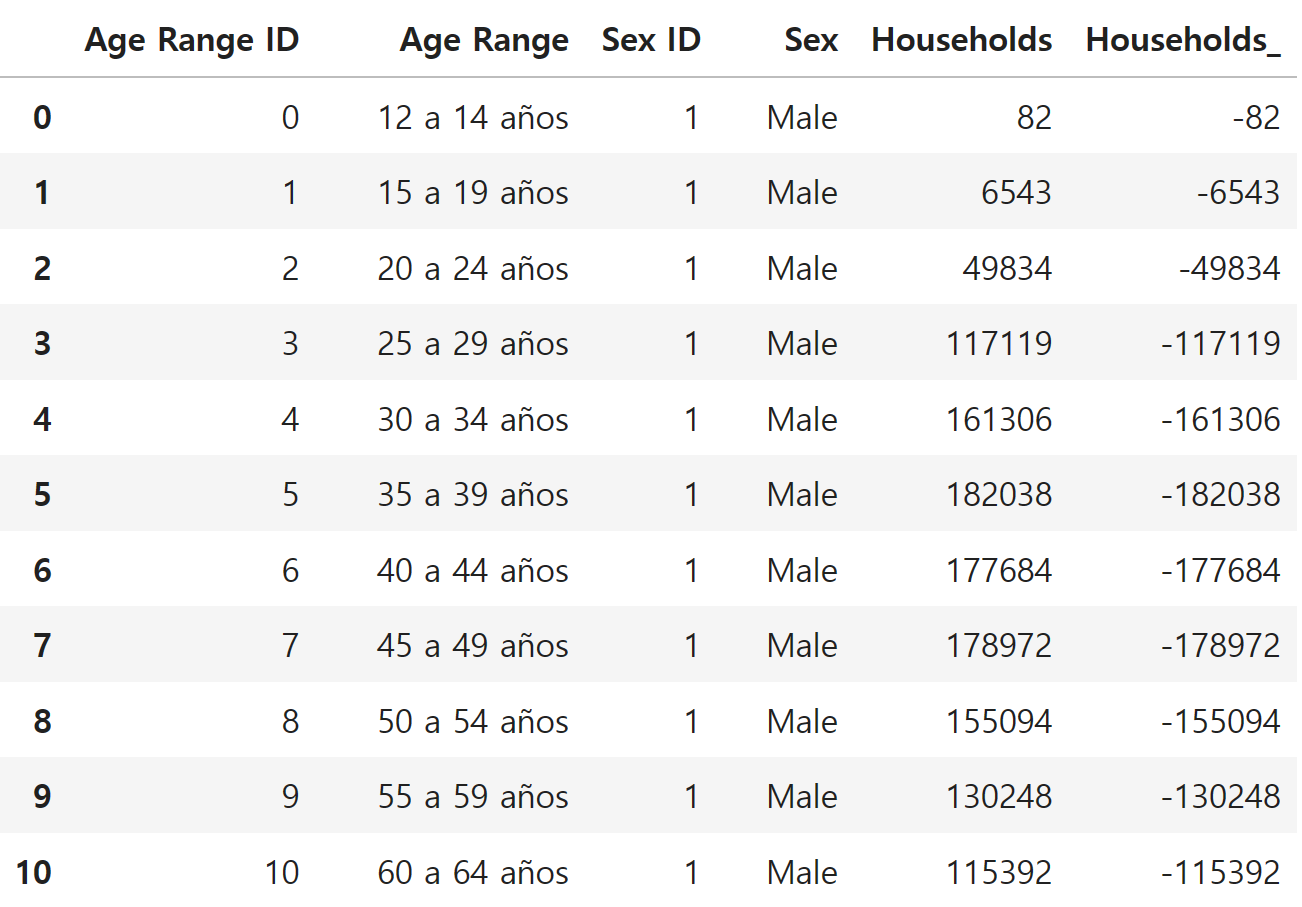 Age Range ID Age Range Sex ID Sex Households Households_
0 0 12 a 14 años 1 Male 82 -82
1 1 15 a 19 años 1 Male 6543 -6543
2 2 20 a 24 años 1 Male 49834 -49834
3 3 25 a 29 años 1 Male 117119 -117119
4 4 30 a 34 años 1 Male 161306 -161306
5 5 35 a 39 años 1 Male 182038 -182038
6 6 40 a 44 años 1 Male 177684 -177684
7 7 45 a 49 años 1 Male 178972 -178972
8 8 50 a 54 años 1 Male 155094 -155094
9 9 55 a 59 años 1 Male 130248 -130248
10 10 60 a 64 años 1 Male 115392 -115392